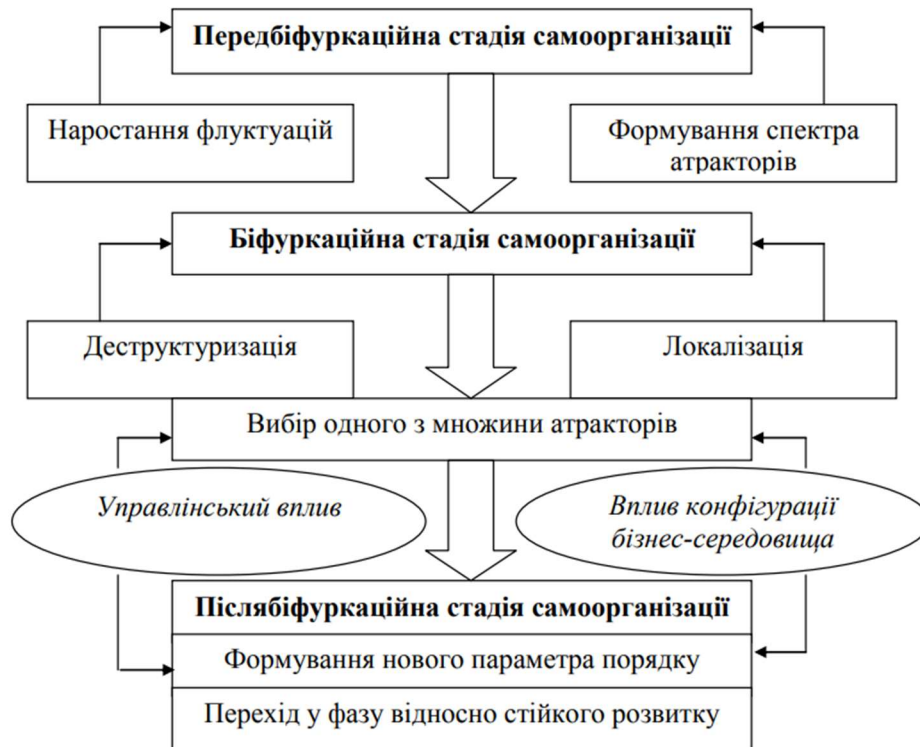 Передбіфуркаційна стадія самоорганізації
Наростання флуктуацій
Формування спектра
атракторів
Біфуркаційна стадія самоорганізації
Деструктуризація
Локалізація
Вибір одного з множини атракторів
Управлінський вплив
Вплив конфігурації
бізнес-середовища
Післябіфуркаційна стадія самоорганізації
Формування нового параметра порядку
Перехід у фазу відносно стійкого розвитку